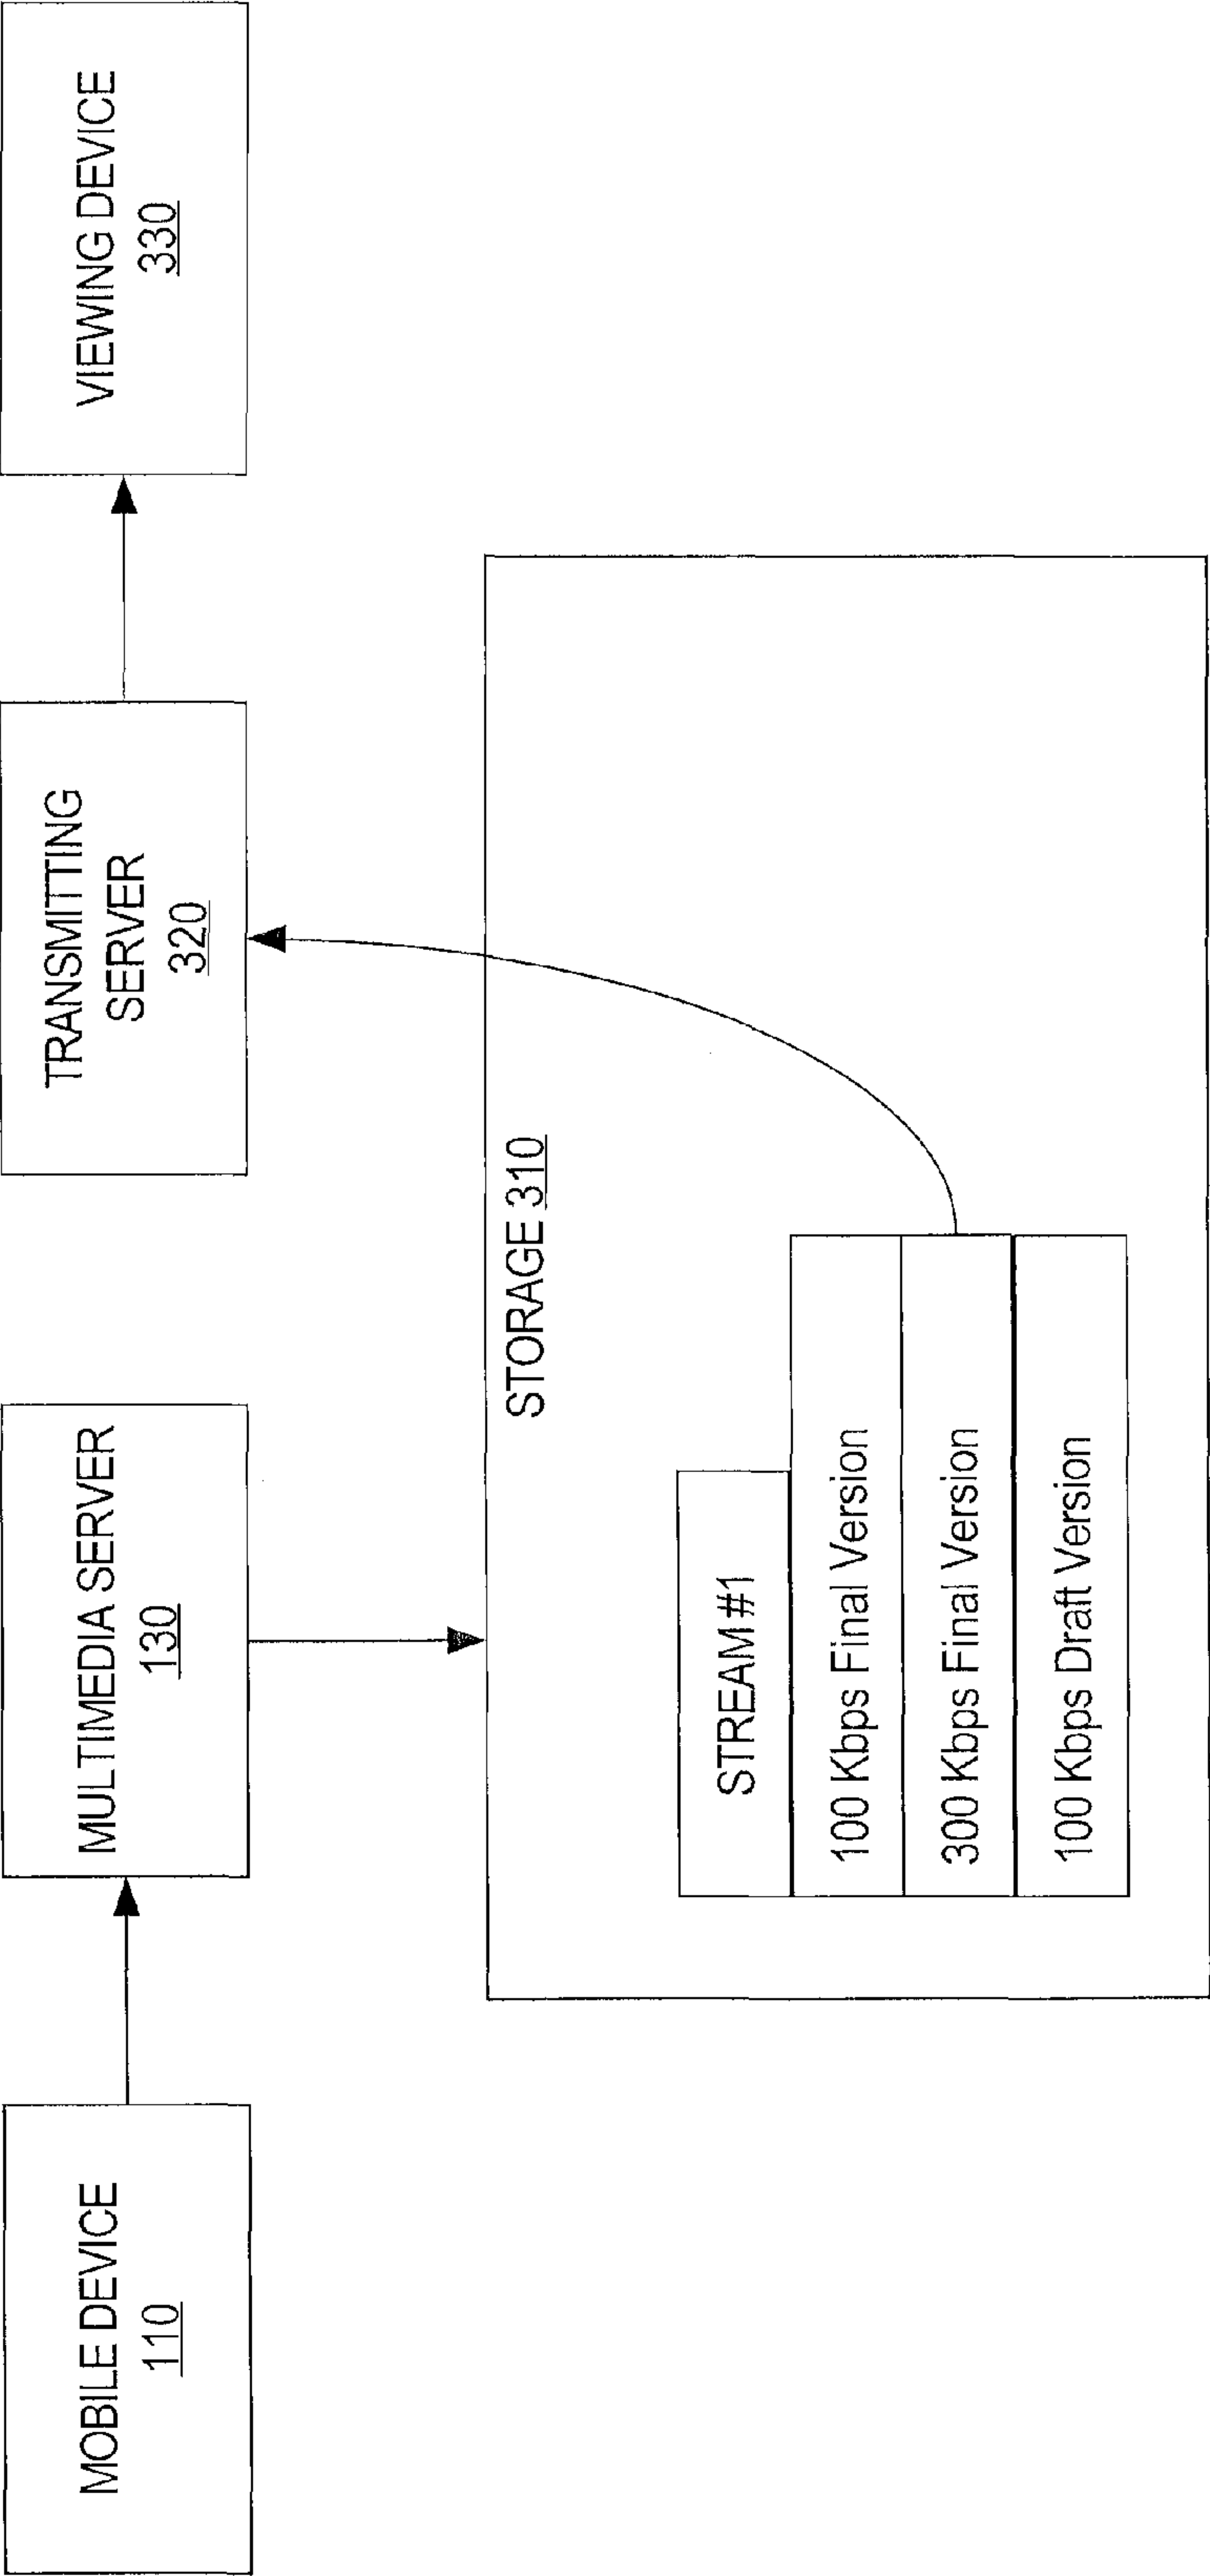 MOBILE DEVICE
110
MULTIMEDIA SERVER
130
TRANSMITTING
SERVER
320
VIEWING DEVICE
330
STORAGE 310
STREAM #1
100 Kbps Final Version
300 Kbps Final Version
100 Kbps Draft Version